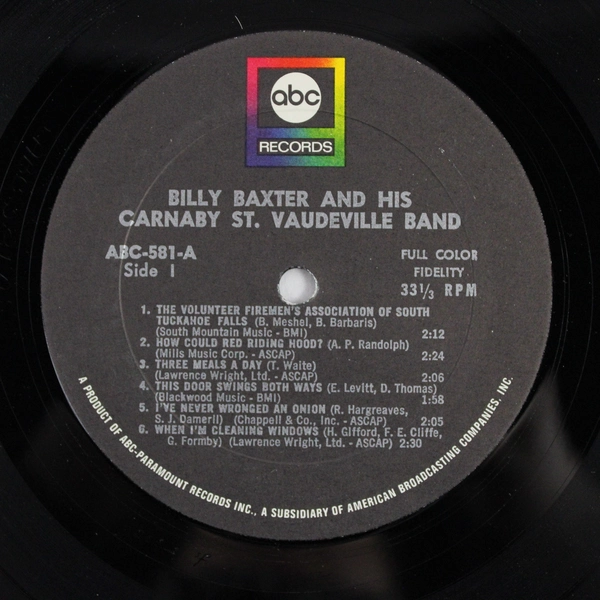 abc
RECORDS
BILLY BAXTER AND HIS
CARNABY ST. VAUDEVILLE BAND
ABC-581-A
Side 1
FULL COLOR
FIDELITY
33⅓ RPM
1. THE VOLUNTEER FIREMEN'S ASSOCIATION OF SOUTH
TUCKAHOE FALLS (B. Meshel, B. Barbaris)
(South Mountain Music - BMI) 2:12
2. HOW COULD RED RIDING HOOD? (A. P. Randolph)
(Mills Music Corp. - ASCAP) 2:24
3. THREE MEALS A DAY (T. Waite)
(Lawrence Wright, Ltd. - ASCAP) 2:06
4. THIS DOOR SWINGS BOTH WAYS (E. Levitt, D. Thomas)
(Blackwood Music - BMI) 1:58
5. I'VE NEVER WRONGED AN ONION (R. Hargreaves,
S. J. Damerll) (Chappell & Co., Inc. - ASCAP) 2:05
6. WHEN I'M CLEANING WINDOWS (H. Gifford, F. E. Cliffe,
G. Formby) (Lawrence Wright, Ltd. - ASCAP) 2:30
A PRODUCT OF ABC-PARAMOUNT RECORDS INC., A SUBSIDIARY OF AMERICAN BROADCASTING COMPANIES, INC.